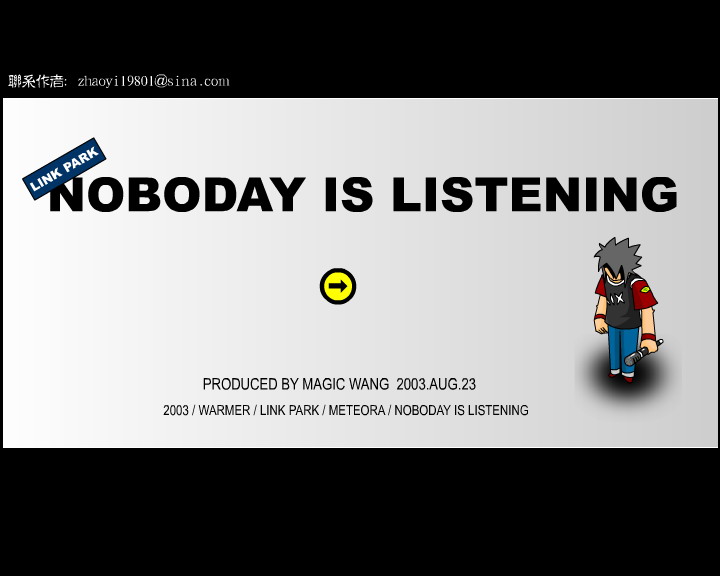 聯系作者: zhaoyi19801@sina.com
LINK PARK
NOBODAY IS LISTENING
IX
PRODUCED BY MAGIC WANG 2003.AUG.23
2003 / WARMER / LINK PARK / METEORA / NOBODAY IS LISTENING